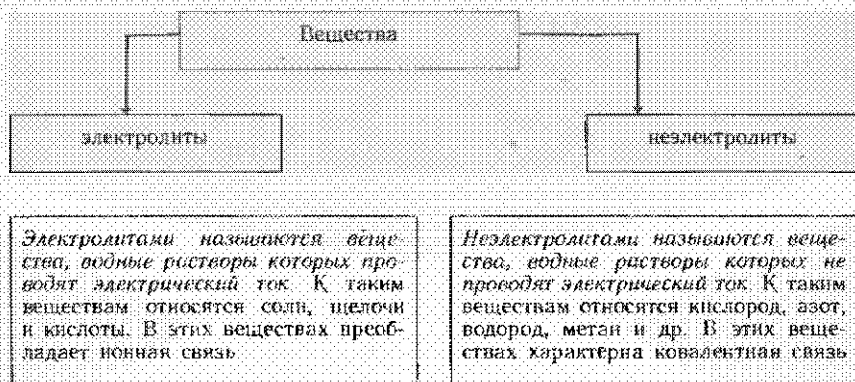 Вещества
электролиты
неэлектролиты
Электролитами называются веще-
ства, водные растворы которых про-
водят электрический ток. К таким
веществам относятся соли, щелочи
и кислоты. В этих веществах преоб-
ладает ионная связь
Неэлектролитами называются веще-
ства, водные растворы которых не
проводят электрический ток. К таким
веществам относятся кислород, азот,
водород, метан и др. В этих веще-
ствах характерна ковалентная связь